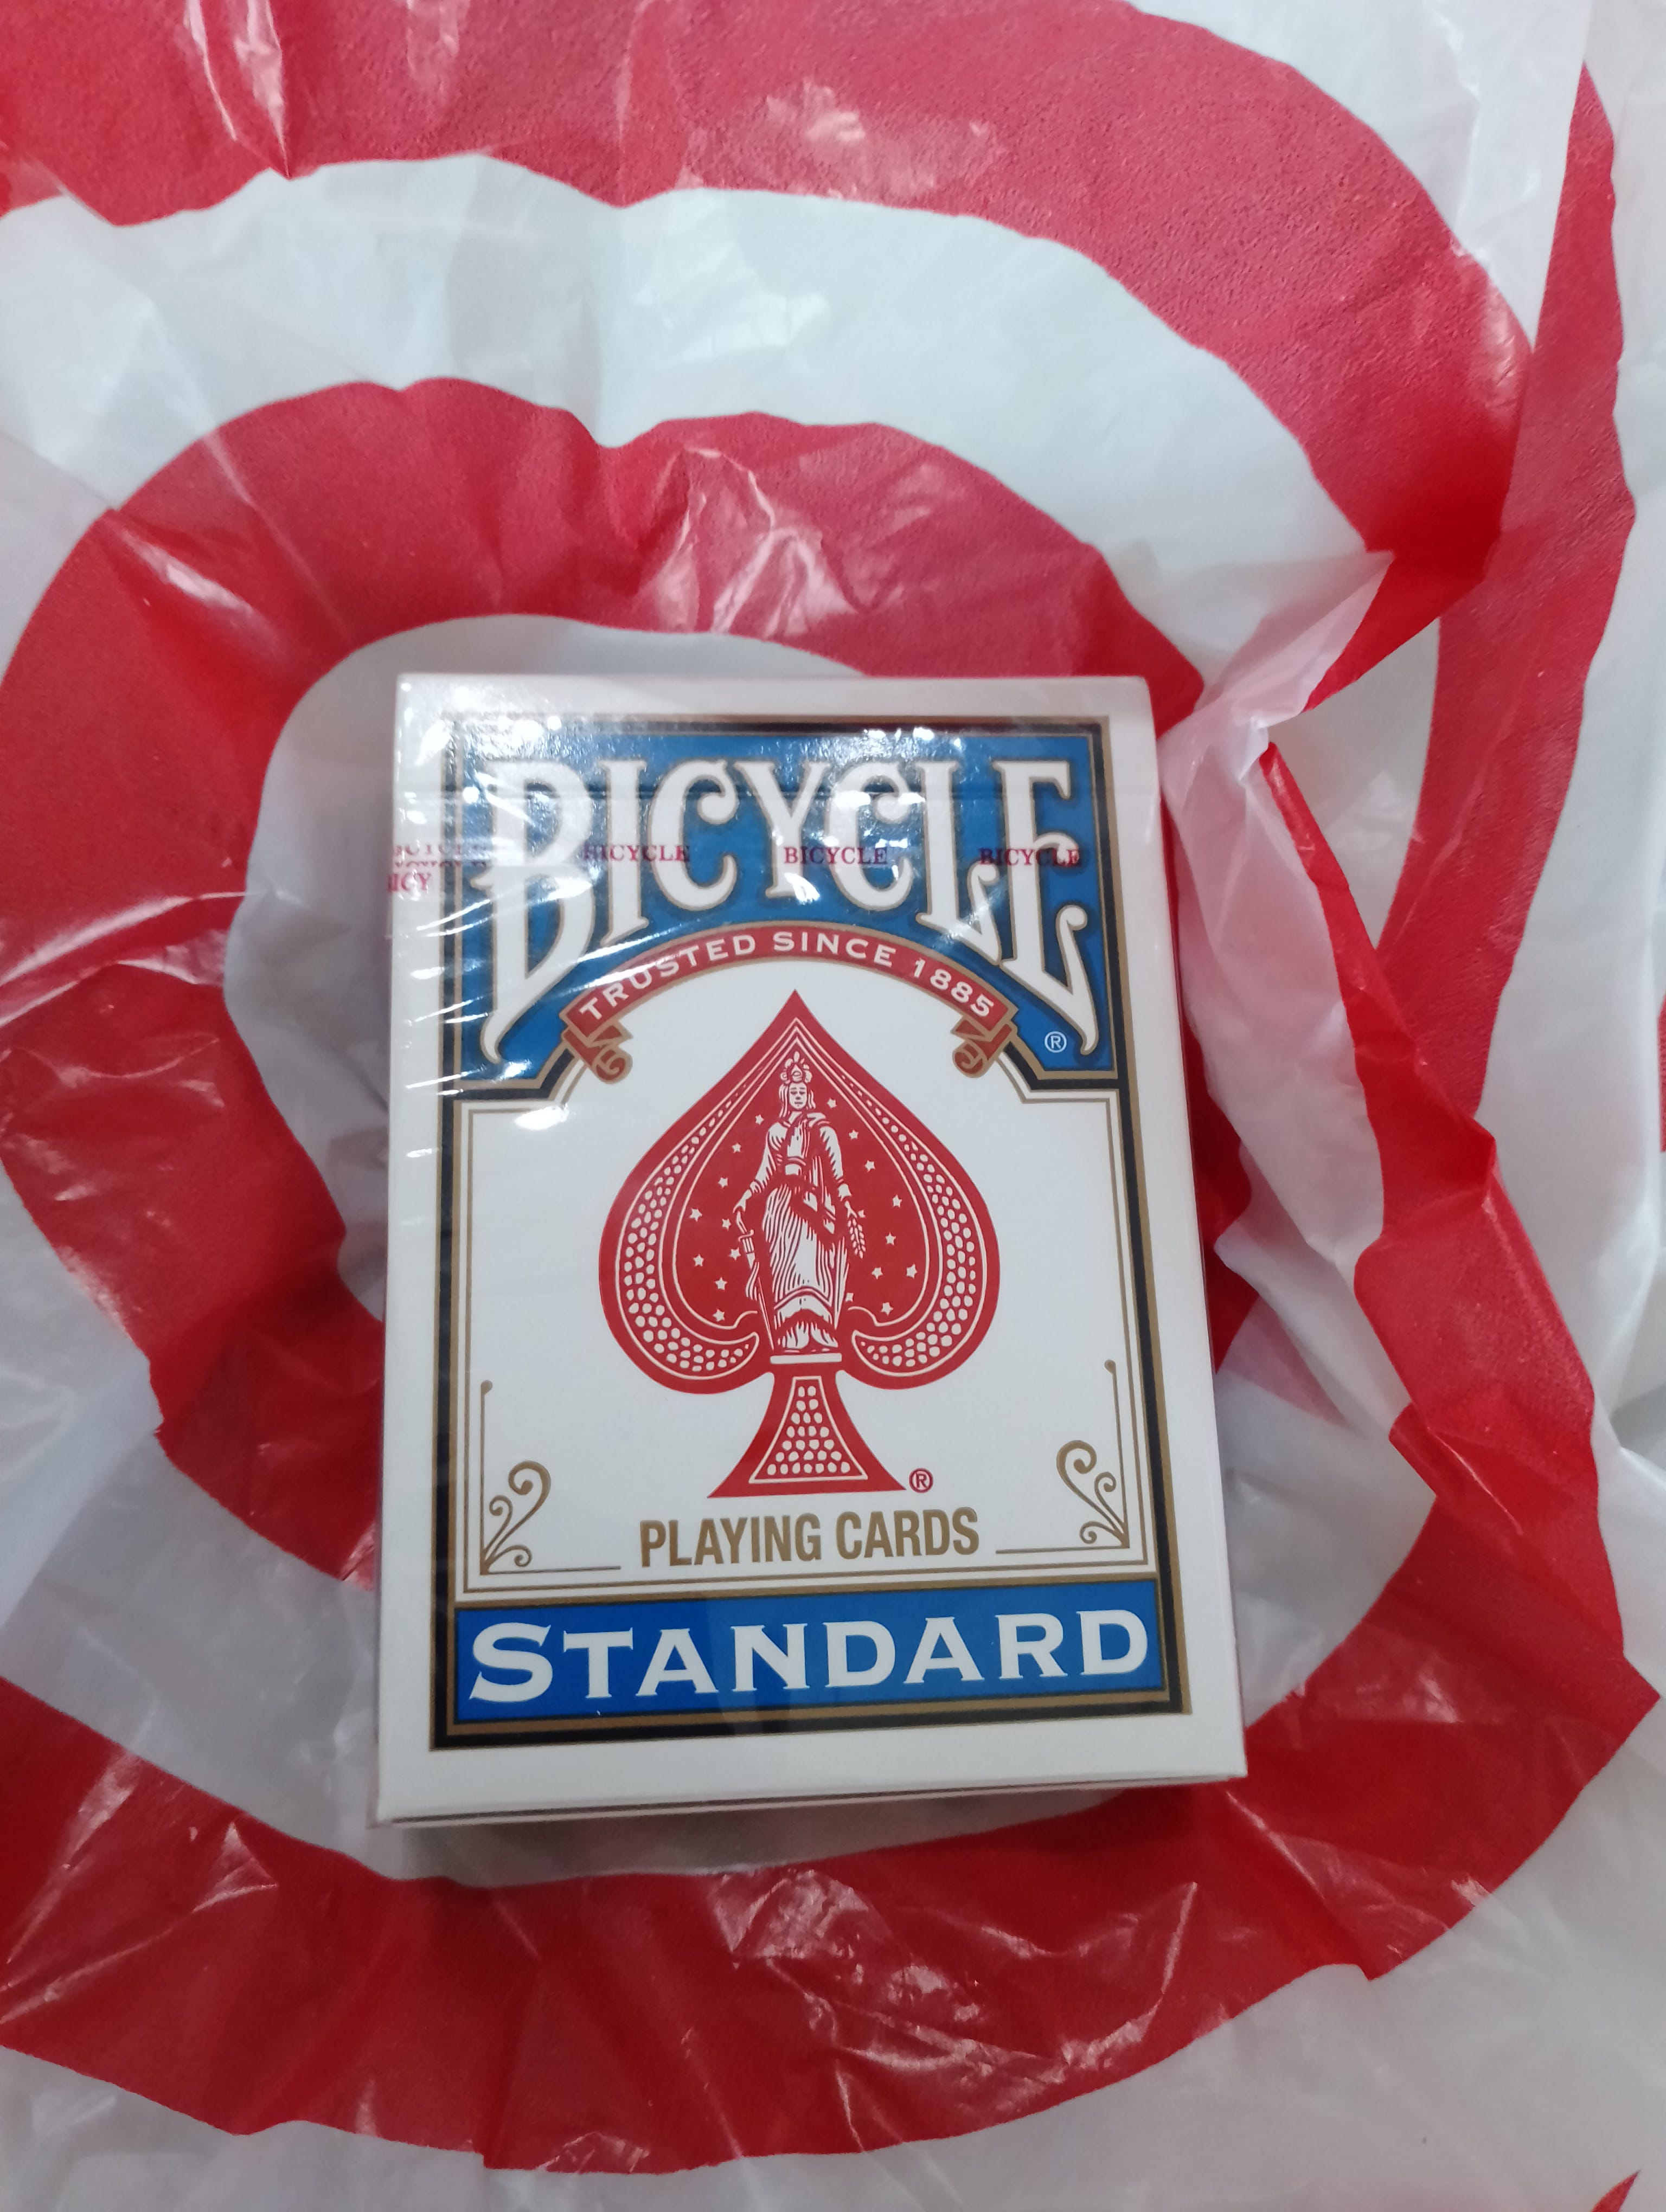 BICYCLE
BICYCLE BICYCLE BICYCLE
TRUSTED SINCE 1885
®
®
PLAYING CARDS
STANDARD